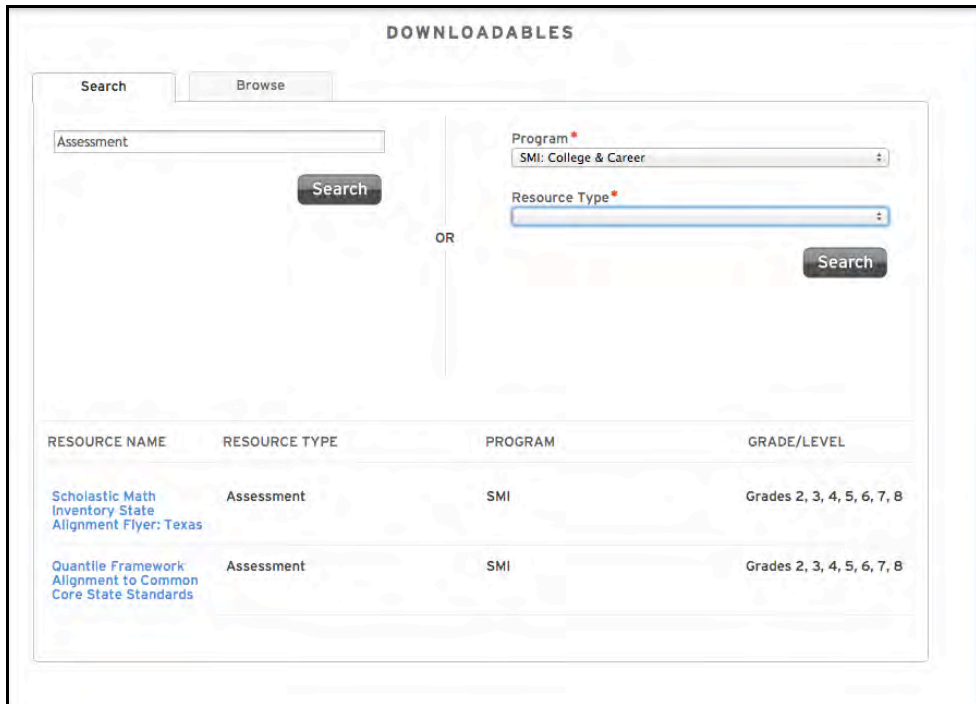 DOWNLOADABLES
Search
Browse
Assessment
Search
OR
Program*
SMI: College & Career
Resource Type*
Search
RESOURCE NAME
RESOURCE TYPE
PROGRAM
GRADE/LEVEL
Scholastic Math
Inventory State
Alignment Flyer: Texas
Assessment
SMI
Grades 2, 3, 4, 5, 6, 7, 8
Quantile Framework
Alignment to Common
Core State Standards
Assessment
SMI
Grades 2, 3, 4, 5, 6, 7, 8